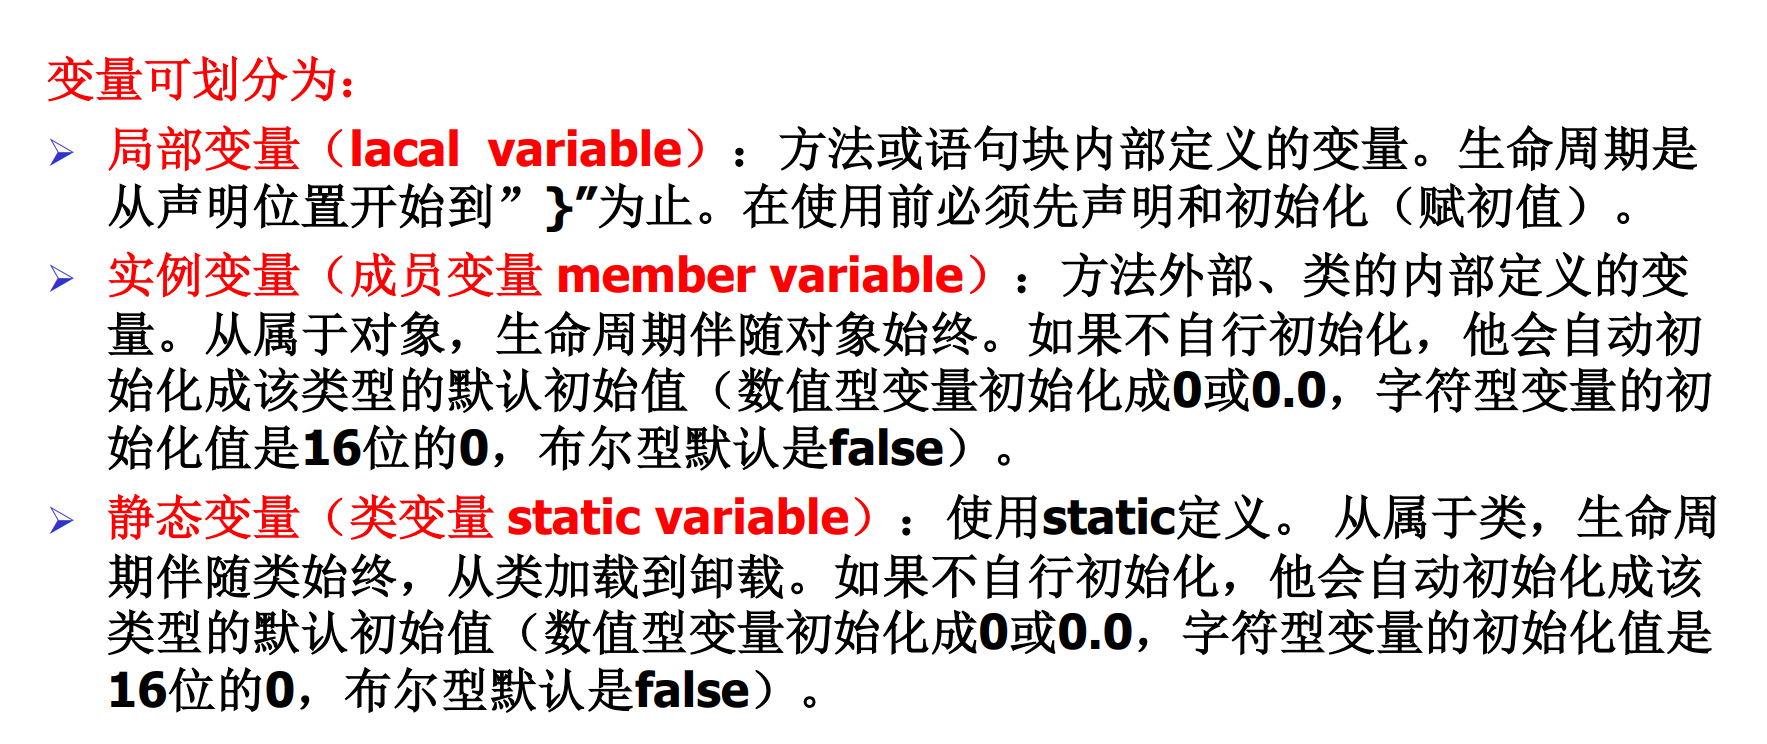 变量可划分为：
局部变量（lacal variable）：方法或语句块内部定义的变量。生命周期是
从声明位置开始到”}”为止。在使用前必须先声明和初始化（赋初值）。
实例变量（成员变量 member variable）：方法外部、类的内部定义的变
量。从属于对象，生命周期伴随对象始终。如果不自行初始化，他会自动初
始化成该类型的默认初始值（数值型变量初始化成0或0.0，字符型变量的初
始化值是16位的0，布尔型默认是false）。
静态变量（类变量 static variable）：使用static定义。 从属于类，生命周
期伴随类始终，从类加载到卸载。如果不自行初始化，他会自动初始化成该
类型的默认初始值（数值型变量初始化成0或0.0，字符型变量的初始化值是
16位的0，布尔型默认是false）。